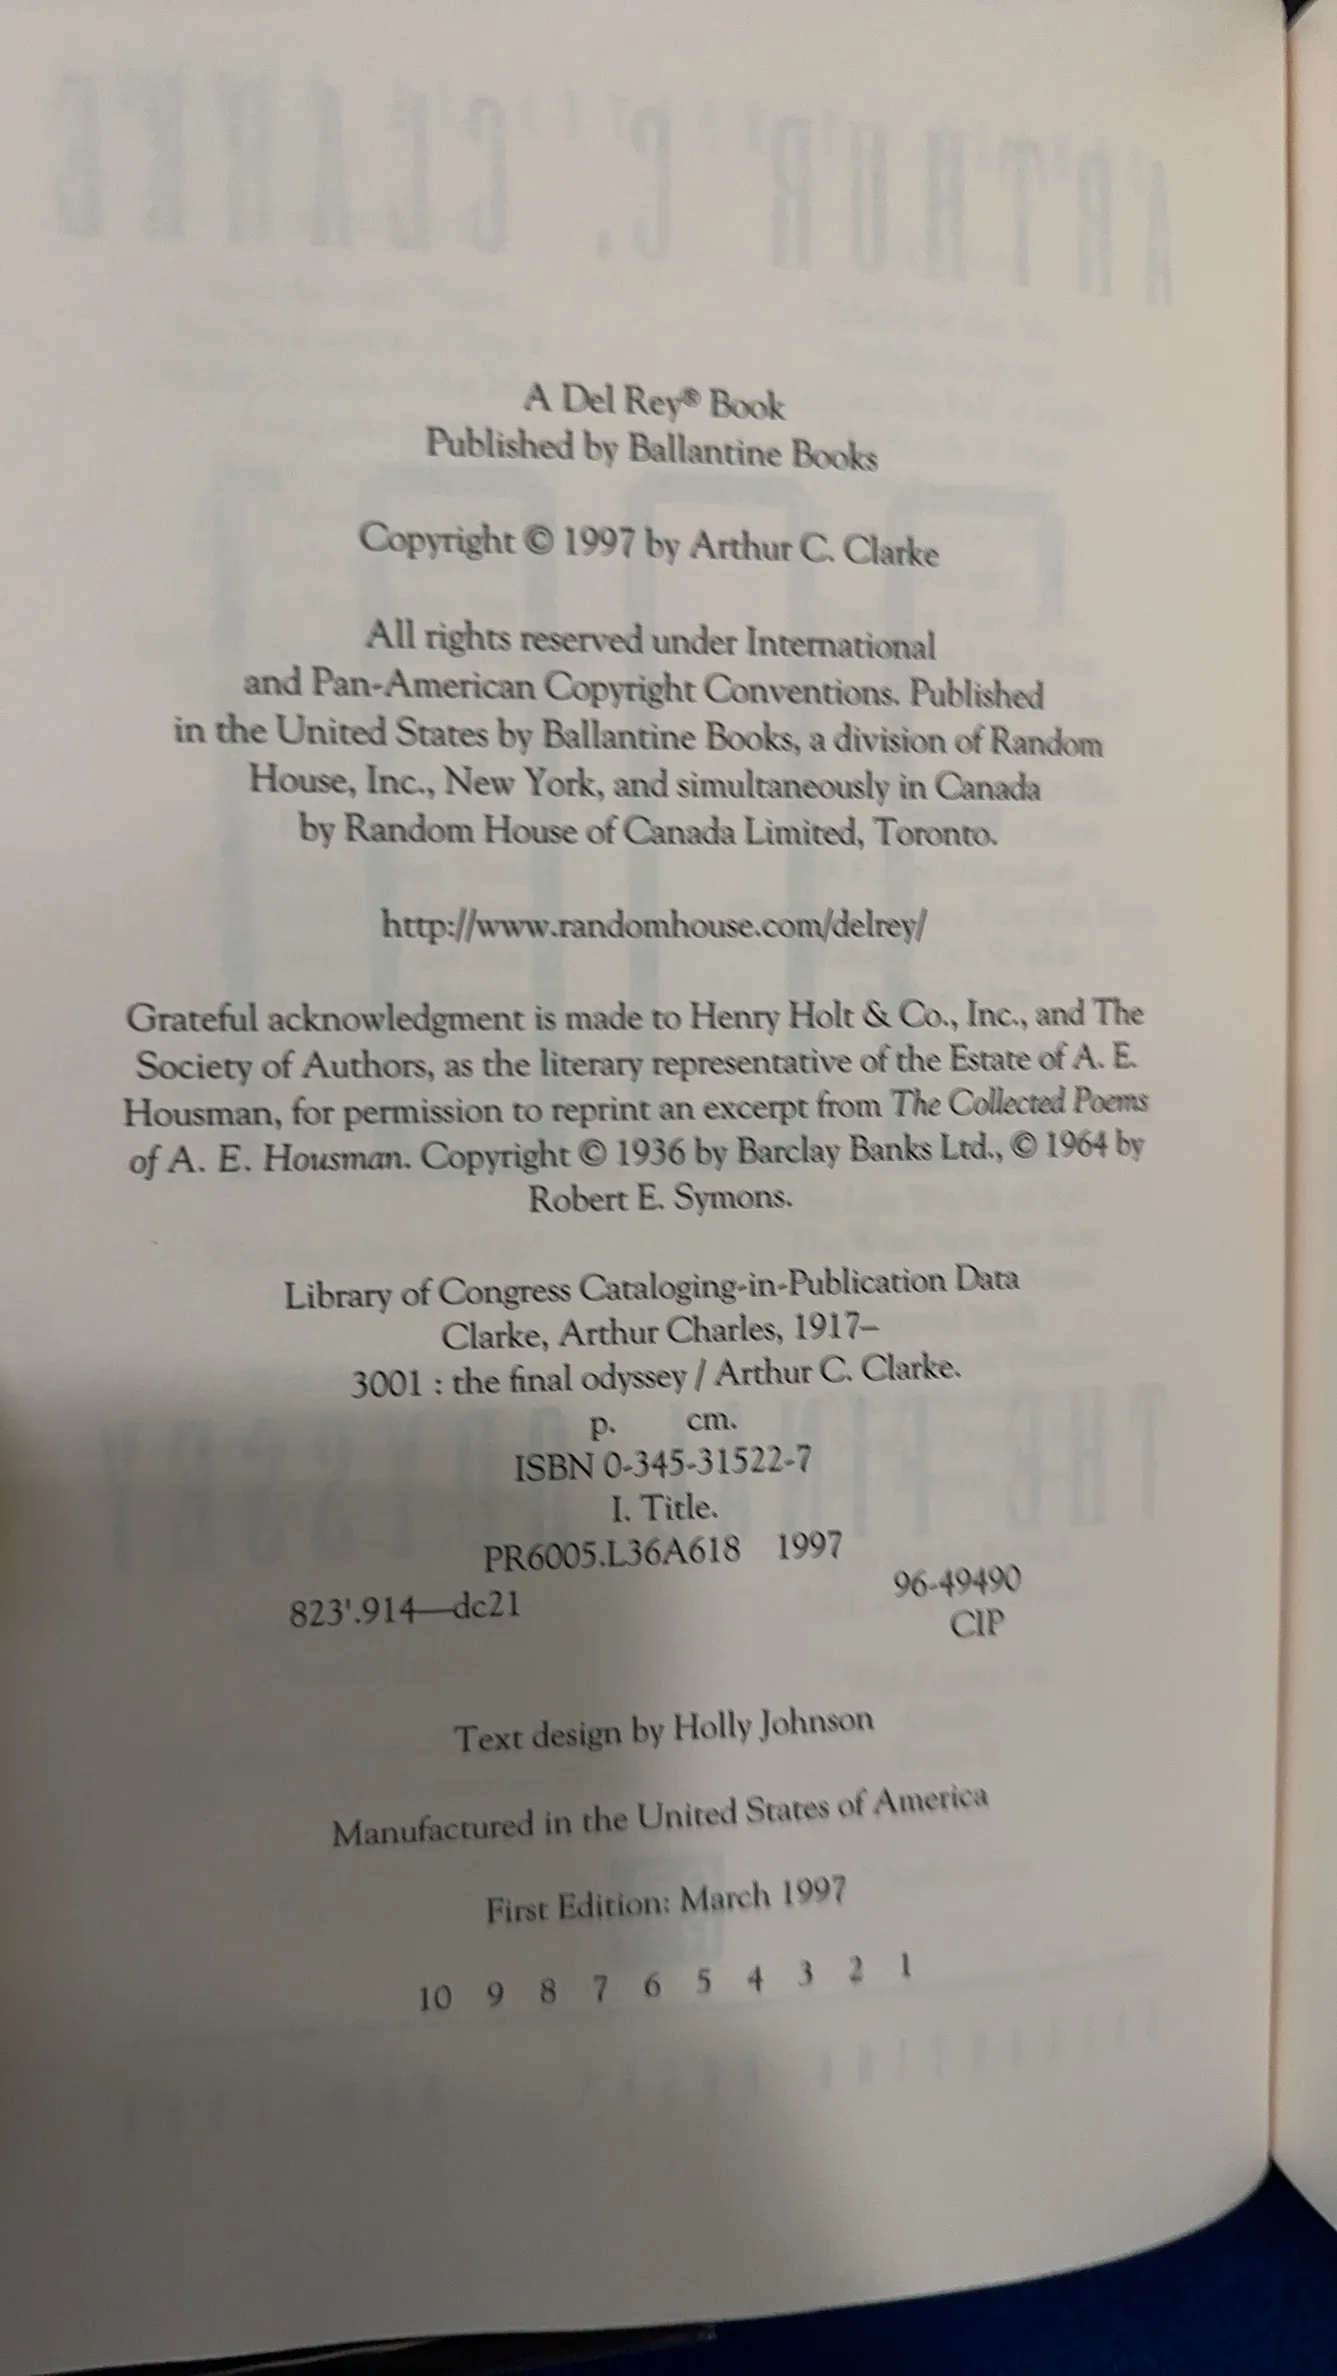 A Del Rey® Book
Published by Ballantine Books
Copyright © 1997 by Arthur C. Clarke
All rights reserved under International
and Pan-American Copyright Conventions. Published
in the United States by Ballantine Books, a division of Random
House, Inc., New York, and simultaneously in Canada
by Random House of Canada Limited, Toronto.
http://www.randomhouse.com/delrey/
Grateful acknowledgment is made to Henry Holt & Co., Inc., and The
Society of Authors, as the literary representative of the Estate of A. E.
Housman, for permission to reprint an excerpt from The Collected Poems
of A. E. Housman. Copyright © 1936 by Barclay Banks Ltd., © 1964 by
Robert E. Symons.
Library of Congress Cataloging-in-Publication Data
Clarke, Arthur Charles, 1917–
3001 : the final odyssey / Arthur C. Clarke.
p. cm.
ISBN 0-345-31522-7
I. Title.
PR6005.L36A618 1997
823'.914—dc21 96-49490
CIP
Text design by Holly Johnson
Manufactured in the United States of America
First Edition: March 1997
10 9 8 7 6 5 4 3 2 1